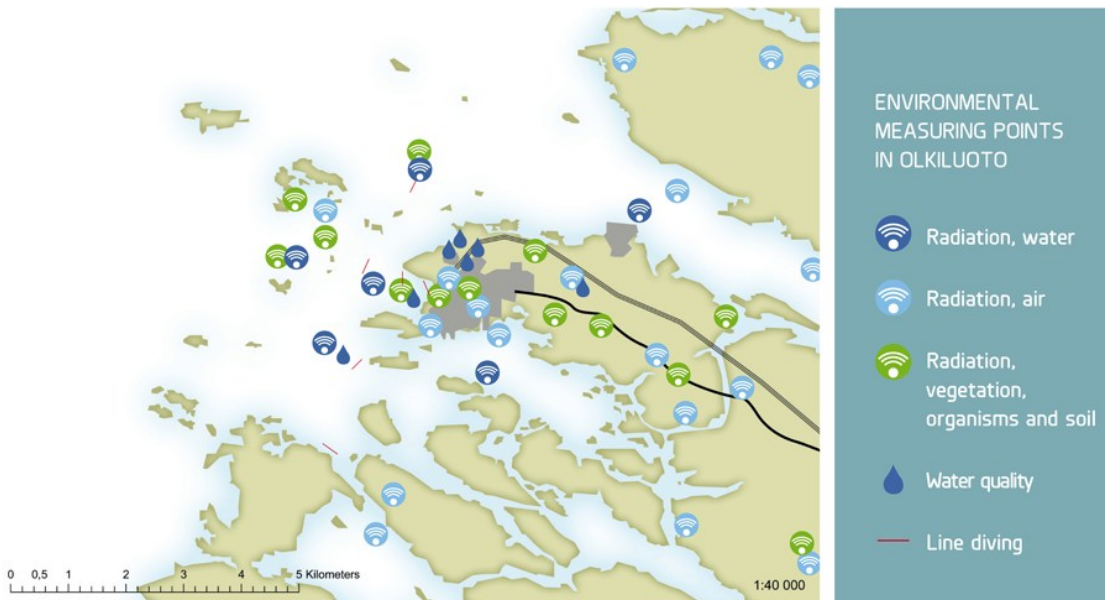 ENVIRONMENTAL
MEASURING POINTS
IN OLKILUOTO
Radiation, water
Radiation, air
Radiation,
vegetation,
organisms and soil
Water quality
Line diving
0 0,5 1 2 3 4 5 Kilometers
1:40 000